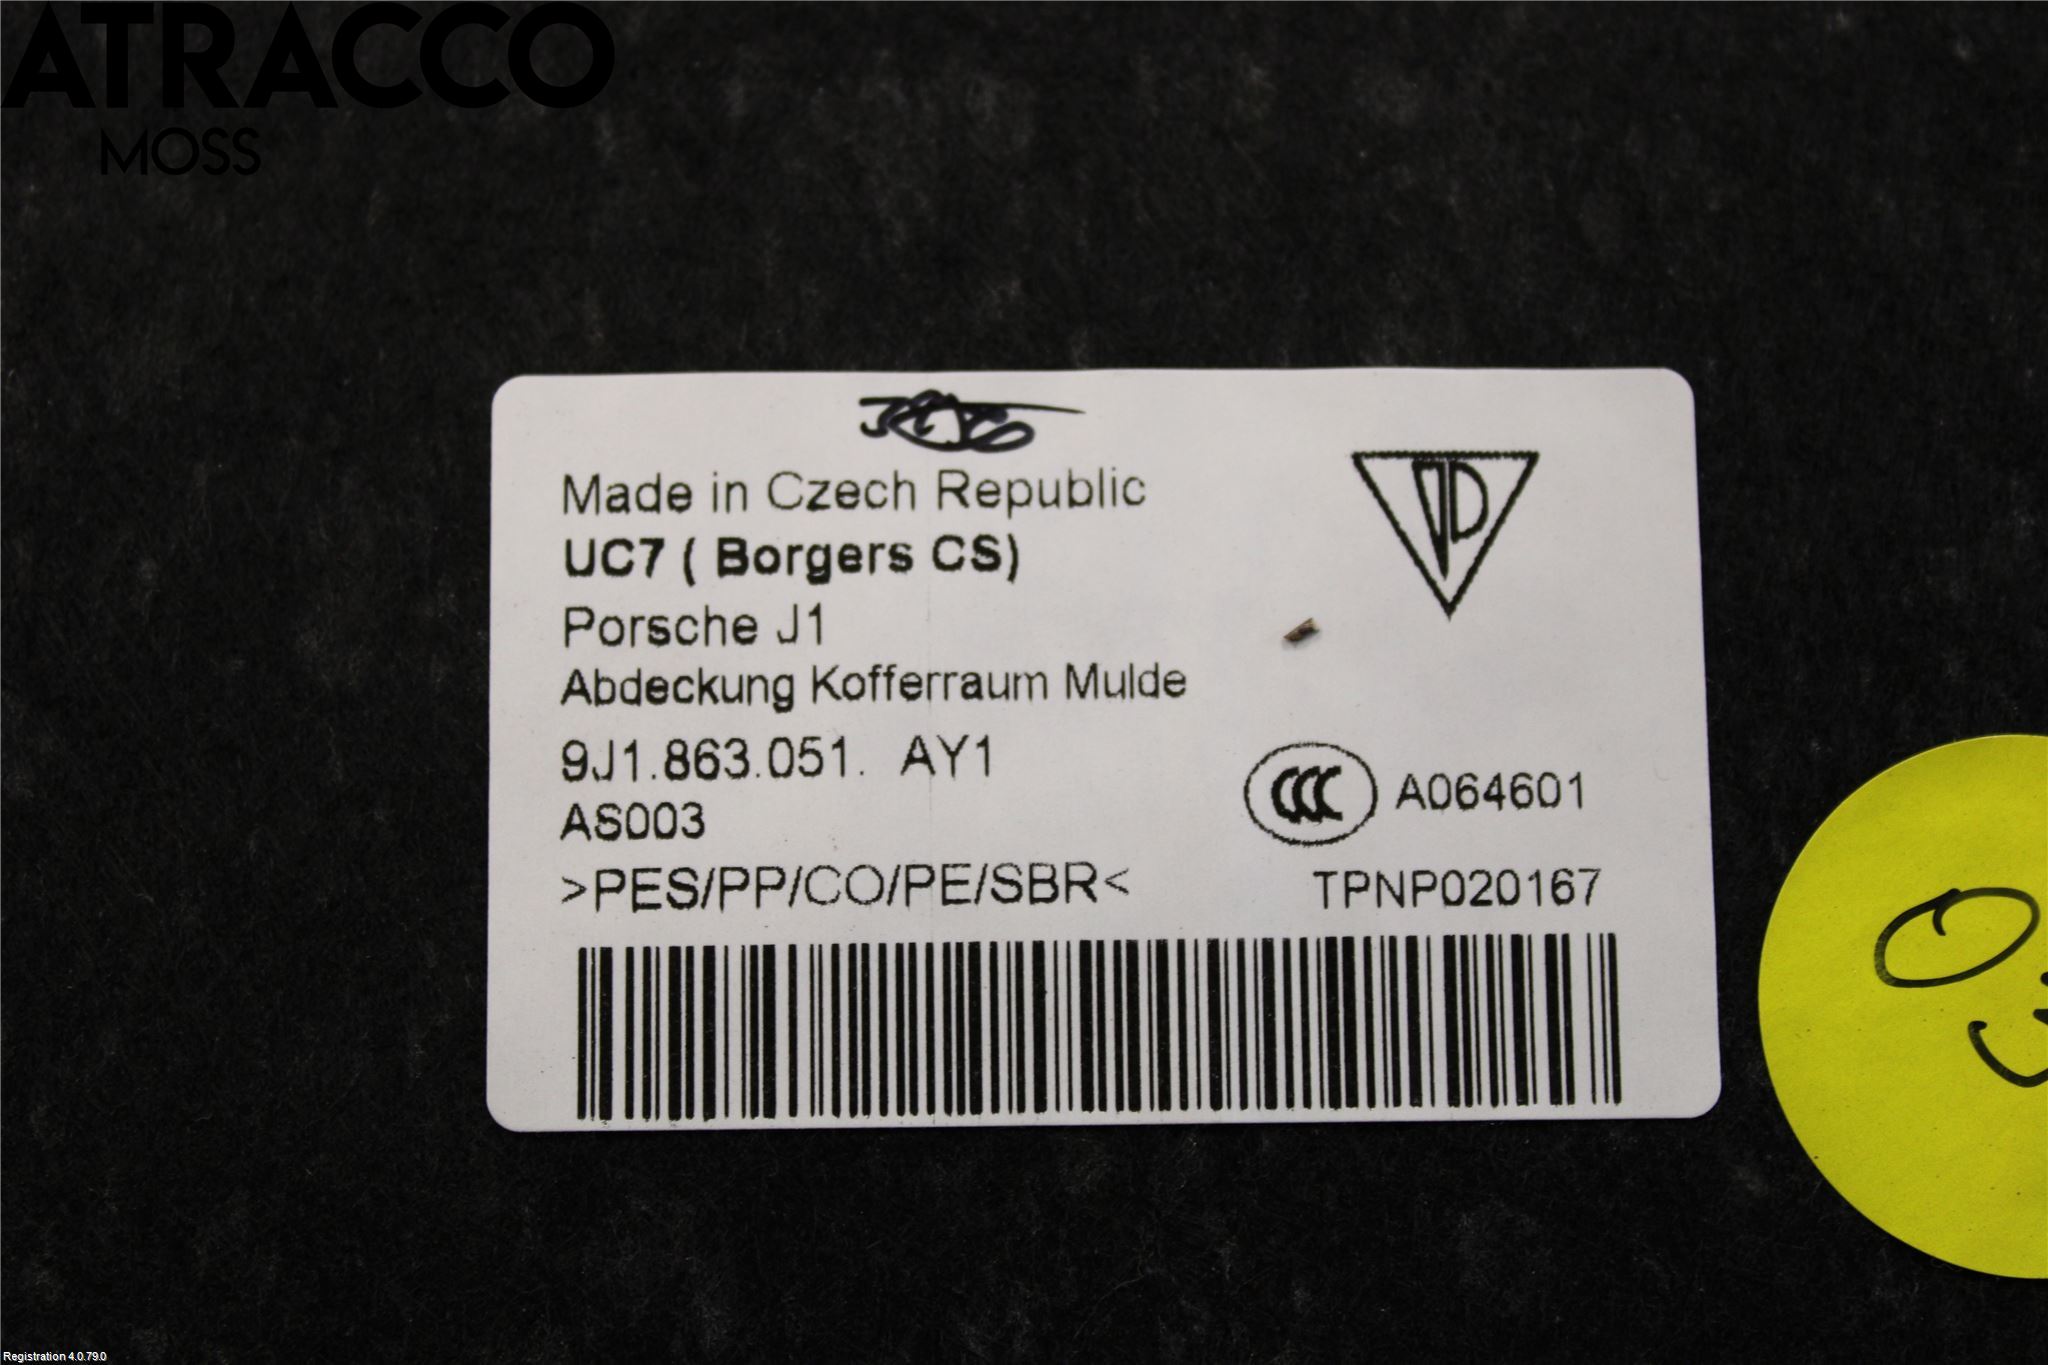 ATRACCO
MOSS
Made in Czech Republic
UC7 ( Borgers CS)
Porsche J1
Abdeckung Kofferraum Mulde
9J1.863.051. AY1
AS003
CCC A064601
>PES/PP/CO/PE/SBR<
TPNP020167
Registration 4.0.79.0